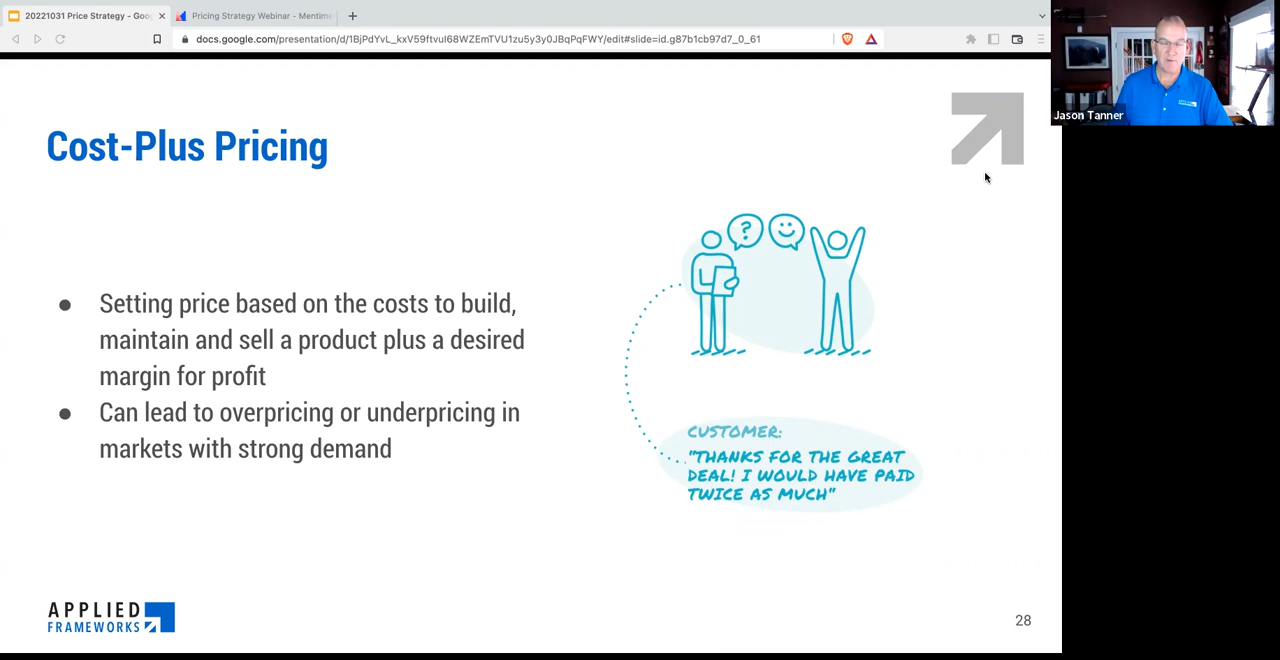 20221031 Price Strategy - Goo
Pricing Strategy Webinar - Mentime
docs.google.com/presentation/d/1BjPdYvL_kxV59ftvuI68WZEmTVU1zu5y3y0JBqPqFWY/edit#slide=id.g87b1cb97d7_0_61
Jason Tanner
Cost-Plus Pricing
● Setting price based on the costs to build,
maintain and sell a product plus a desired
margin for profit
● Can lead to overpricing or underpricing in
markets with strong demand
?
CUSTOMER:
"THANKS FOR THE GREAT
DEAL! I WOULD HAVE PAID
TWICE AS MUCH"
APPLIED
FRAMEWORKS
28